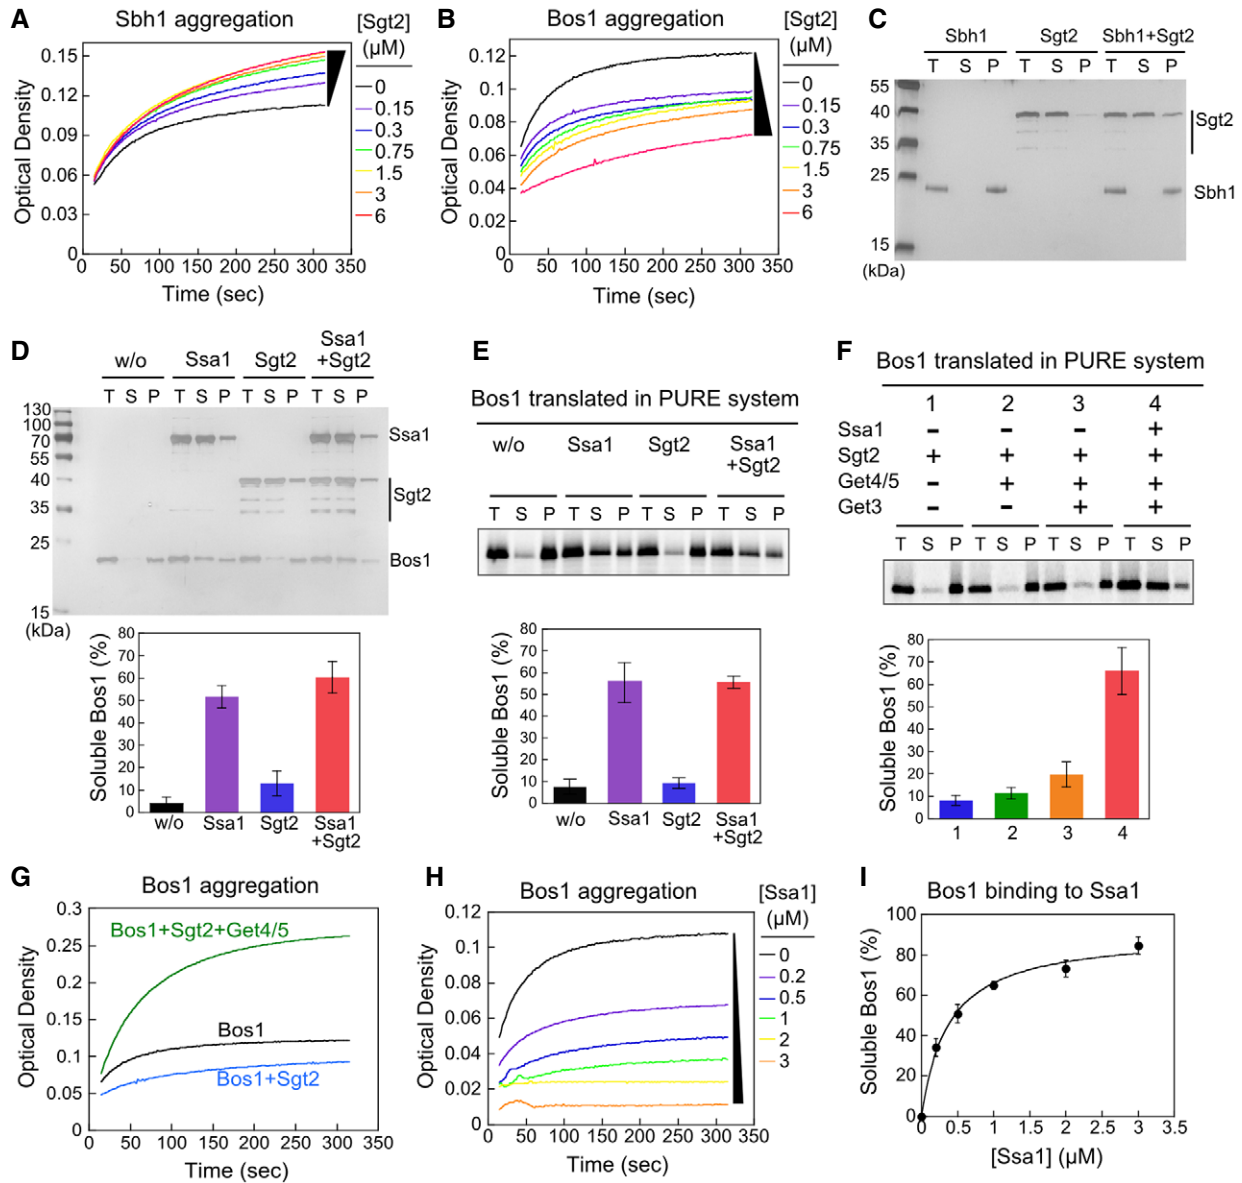 A
Sbh1 aggregation
[Sgt2]
(μM)
0
0.15
0.3
0.75
1.5
3
6
0.15
0.12
0.09
0.06
0.03
0
Optical Density
0 50 100 150 200 250 300 350
Time (sec)
B
Bos1 aggregation
[Sgt2]
(μM)
0
0.15
0.3
0.75
1.5
3
6
0.12
0.1
0.08
0.06
0.04
0.02
0
Optical Density
0 50 100 150 200 250 300 350
Time (sec)
C
Sbh1 Sgt2 Sbh1+Sgt2
T S P T S P T S P
55
40
35
25
15
(kDa)
Sgt2
Sbh1
D
w/o Ssa1 Sgt2 Ssa1
+Sgt2
T S P T S P T S P T S P
130
100
70
55
40
35
25
15
(kDa)
Ssa1
Sgt2
Bos1
Soluble Bos1 (%)
80
70
60
50
40
30
20
10
0
w/o Ssa1 Sgt2 Ssa1
+Sgt2
E
Bos1 translated in PURE system
w/o Ssa1 Sgt2 Ssa1
+Sgt2
T S P T S P T S P T S P
Soluble Bos1 (%)
80
70
60
50
40
30
20
10
0
w/o Ssa1 Sgt2 Ssa1
+Sgt2
F
Bos1 translated in PURE system
1 2 3 4
Ssa1 - - - +
Sgt2 + + + +
Get4/5 - + + +
Get3 - - + +
T S P T S P T S P T S P
Soluble Bos1 (%)
80
70
60
50
40
30
20
10
0
1 2 3 4
G
Bos1 aggregation
0.3
0.25
0.2
0.15
0.1
0.05
0
Optical Density
Bos1+Sgt2+Get4/5
Bos1
Bos1+Sgt2
0 50 100 150 200 250 300 350
Time (sec)
H
Bos1 aggregation
[Ssa1]
(μM)
0
0.2
0.5
1
2
3
0.12
0.1
0.08
0.06
0.04
0.02
0
Optical Density
0 50 100 150 200 250 300 350
Time (sec)
I
Bos1 binding to Ssa1
100
80
60
40
80
0
Soluble Bos1 (%)
0 0.5 1 1.5 2 2.5 3 3.5
[Ssa1] (μM)